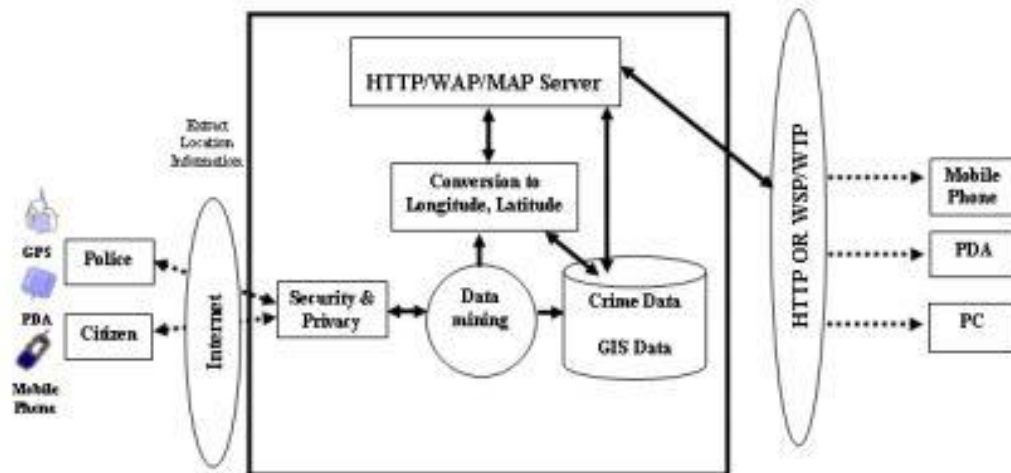 HTTP/WAP/MAP Server
Extract
Location
Information
Conversion to
Longitude, Latitude
GPS
Police
PDA
Citizen
Mobile
Phone
Internet
Security &
Privacy
Data
mining
Crime Data
GIS Data
HTTP OR WSP/WTP
Mobile
Phone
PDA
PC